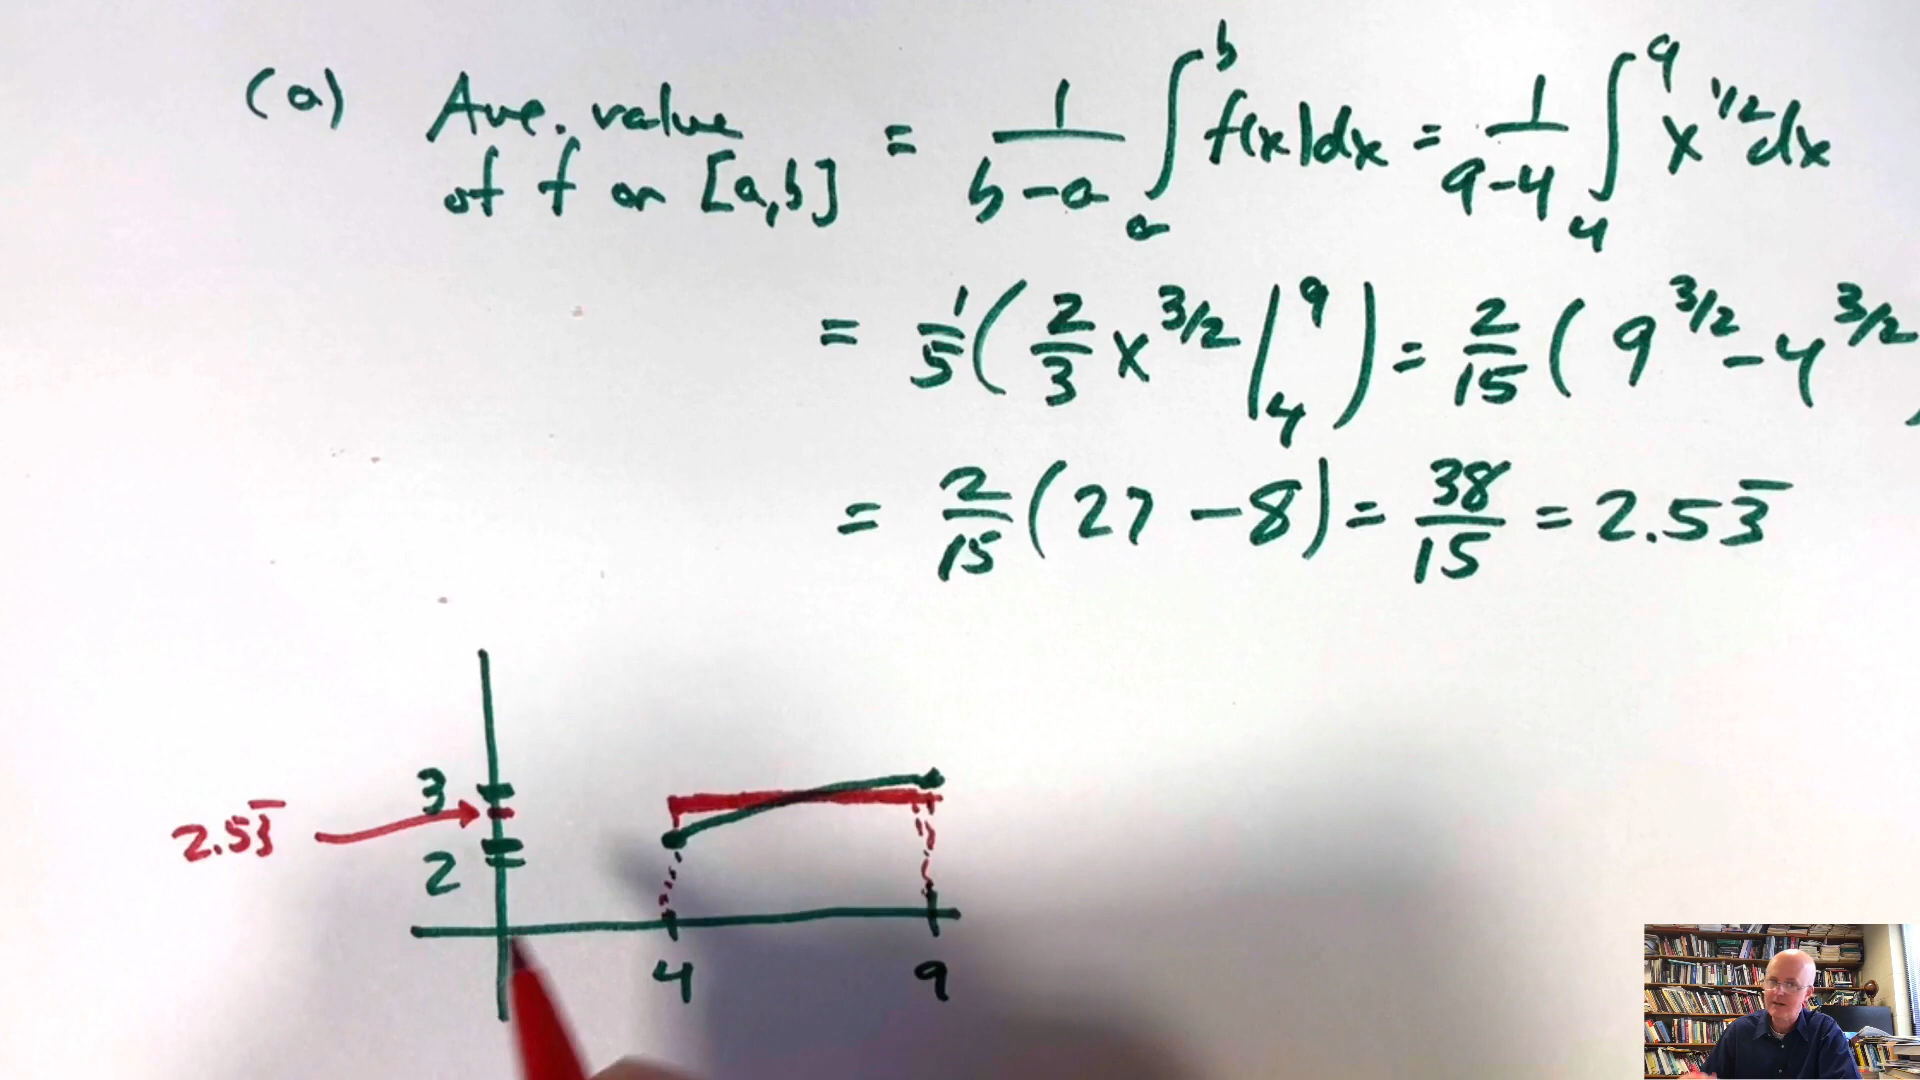 (a) Ave. value of f on [a,b] = 1/(b-a) ∫_a^b f(x)dx = 1/(9-4) ∫_4^9 x^{1/2} dx
= 1/5 ( 2/3 x^{3/2} |_4^9 ) = 2/15 ( 9^{3/2} - 4^{3/2} )
= 2/15 (27 - 8) = 38/15 = 2.53̅
3
2.53̅
2
4 9